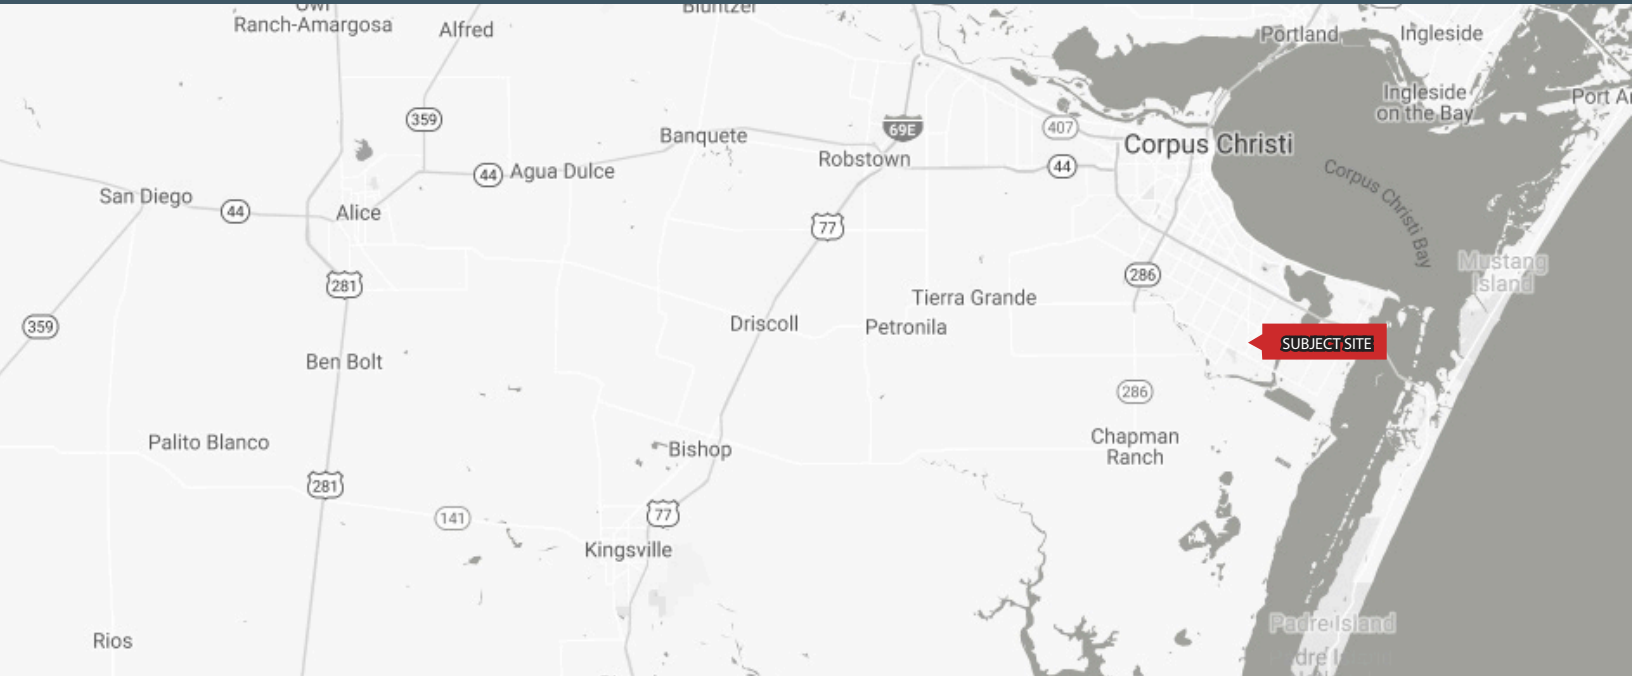 Owl
Ranch-Amargosa
Alfred
Bluntzer
Portland
Ingleside
Ingleside
on the Bay
359
69E
407
Banquete
Corpus Christi
Robstown
44
44
Agua Dulce
San Diego
44
Alice
Corpus Christi Bay
77
Mustang
Island
281
286
Tierra Grande
359
Driscoll
Petronila
SUBJECT SITE
Ben Bolt
286
Palito Blanco
Bishop
Chapman
Ranch
281
141
77
Kingsville
Rios
Padre Island